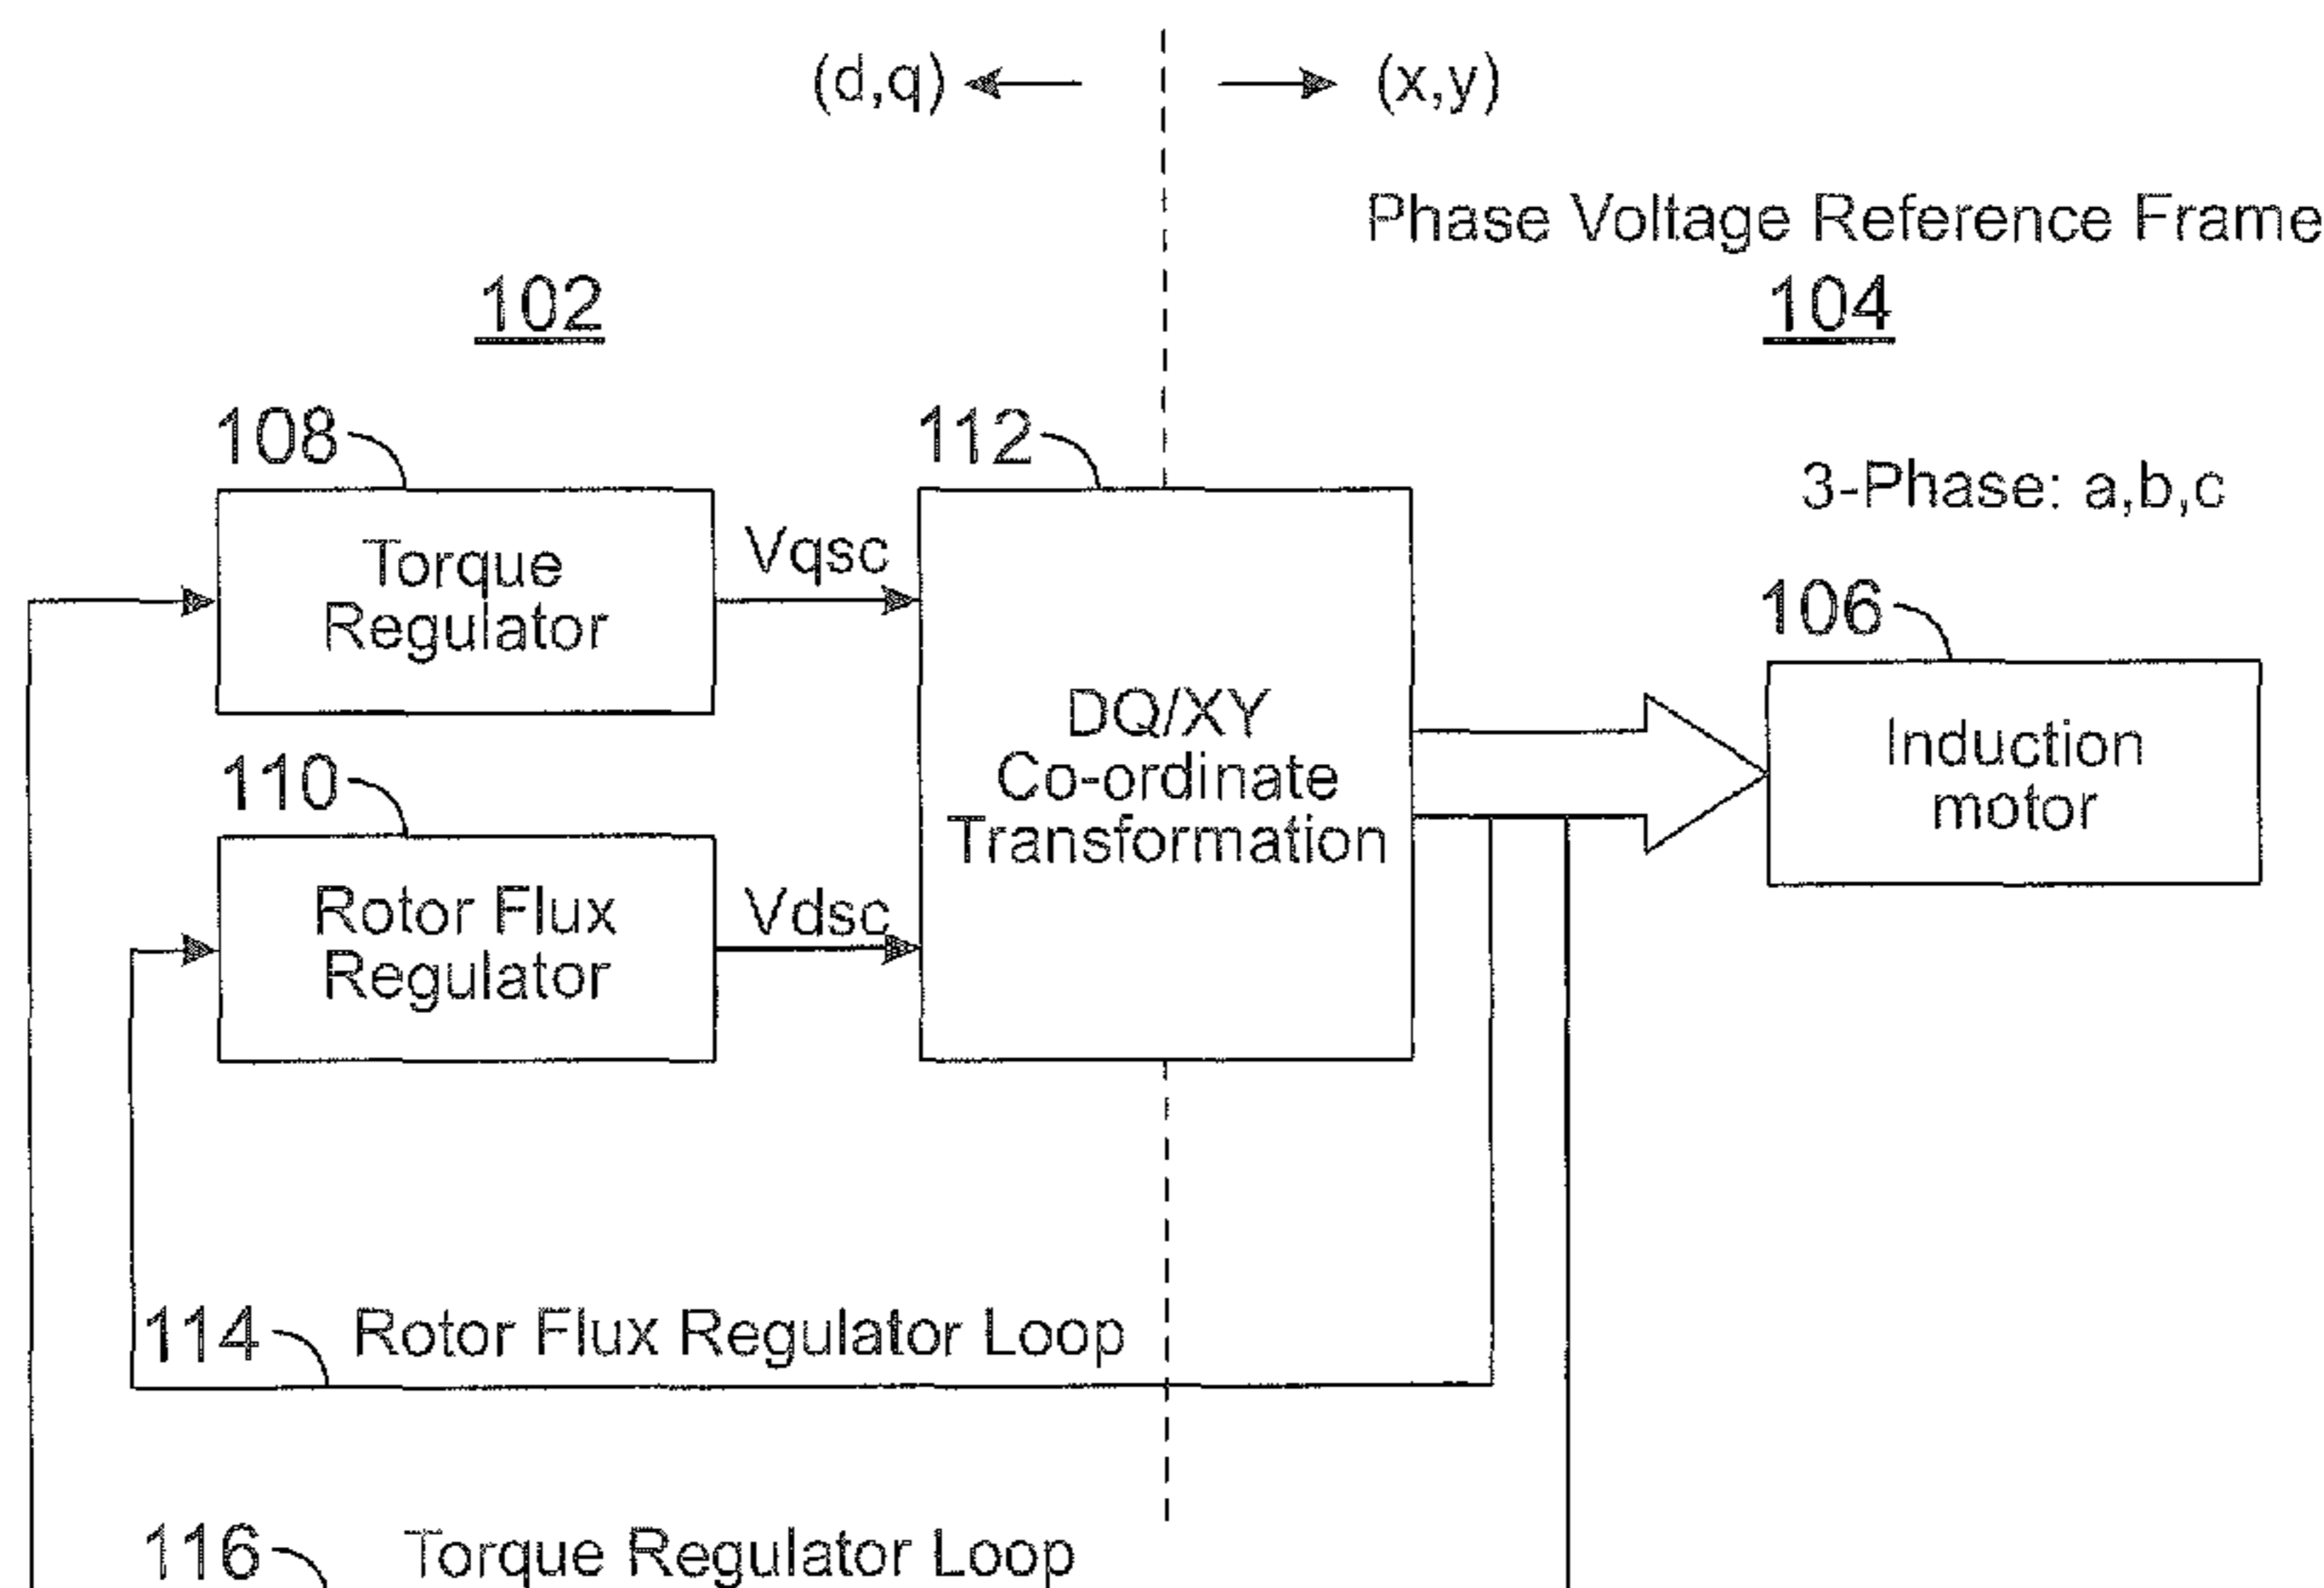 (d,q) (x,y)
Phase Voltage Reference Frame
102
104
108
112
3-Phase: a,b,c
Torque
Regulator
Vqsc
106
DQ/XY
Co-ordinate
Transformation
Induction
motor
110
Rotor Flux
Regulator
Vdsc
114 Rotor Flux Regulator Loop
116 Torque Regulator Loop